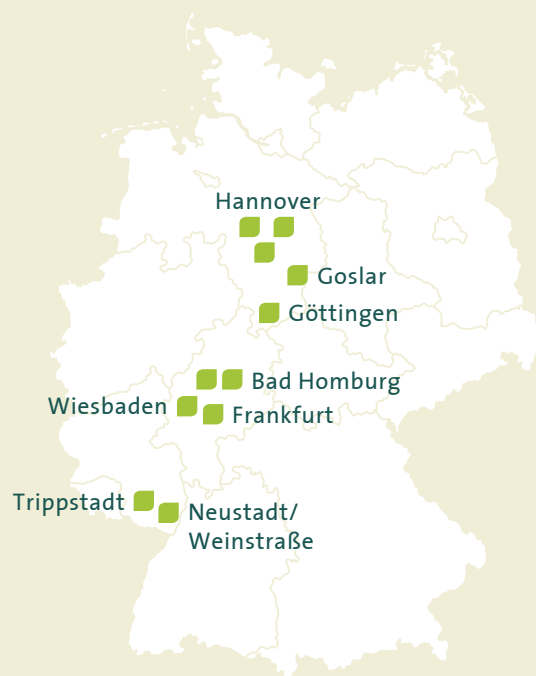 Hannover
Goslar
Göttingen
Bad Homburg
Wiesbaden
Frankfurt
Trippstadt
Neustadt/
Weinstraße